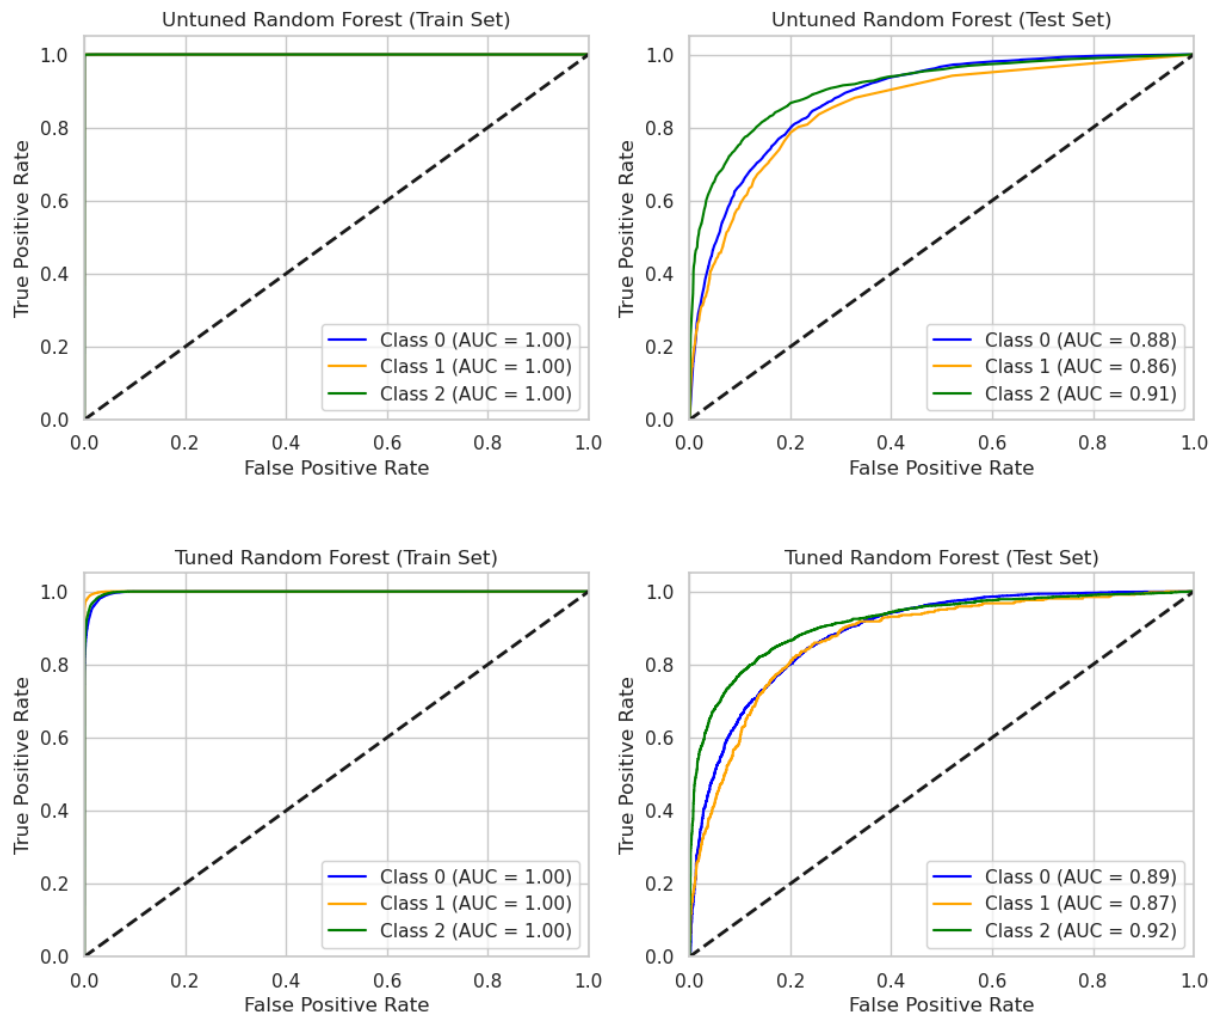 Untuned Random Forest (Train Set)
True Positive Rate
1.0
0.8
0.6
0.4
0.2
0.0
Class 0 (AUC = 1.00)
Class 1 (AUC = 1.00)
Class 2 (AUC = 1.00)
0.0 0.2 0.4 0.6 0.8 1.0
False Positive Rate
Untuned Random Forest (Test Set)
True Positive Rate
1.0
0.8
0.6
0.4
0.2
0.0
Class 0 (AUC = 0.88)
Class 1 (AUC = 0.86)
Class 2 (AUC = 0.91)
0.0 0.2 0.4 0.6 0.8 1.0
False Positive Rate
Tuned Random Forest (Train Set)
True Positive Rate
1.0
0.8
0.6
0.4
0.2
0.0
Class 0 (AUC = 1.00)
Class 1 (AUC = 1.00)
Class 2 (AUC = 1.00)
0.0 0.2 0.4 0.6 0.8 1.0
False Positive Rate
Tuned Random Forest (Test Set)
True Positive Rate
1.0
0.8
0.6
0.4
0.2
0.0
Class 0 (AUC = 0.89)
Class 1 (AUC = 0.87)
Class 2 (AUC = 0.92)
0.0 0.2 0.4 0.6 0.8 1.0
False Positive Rate